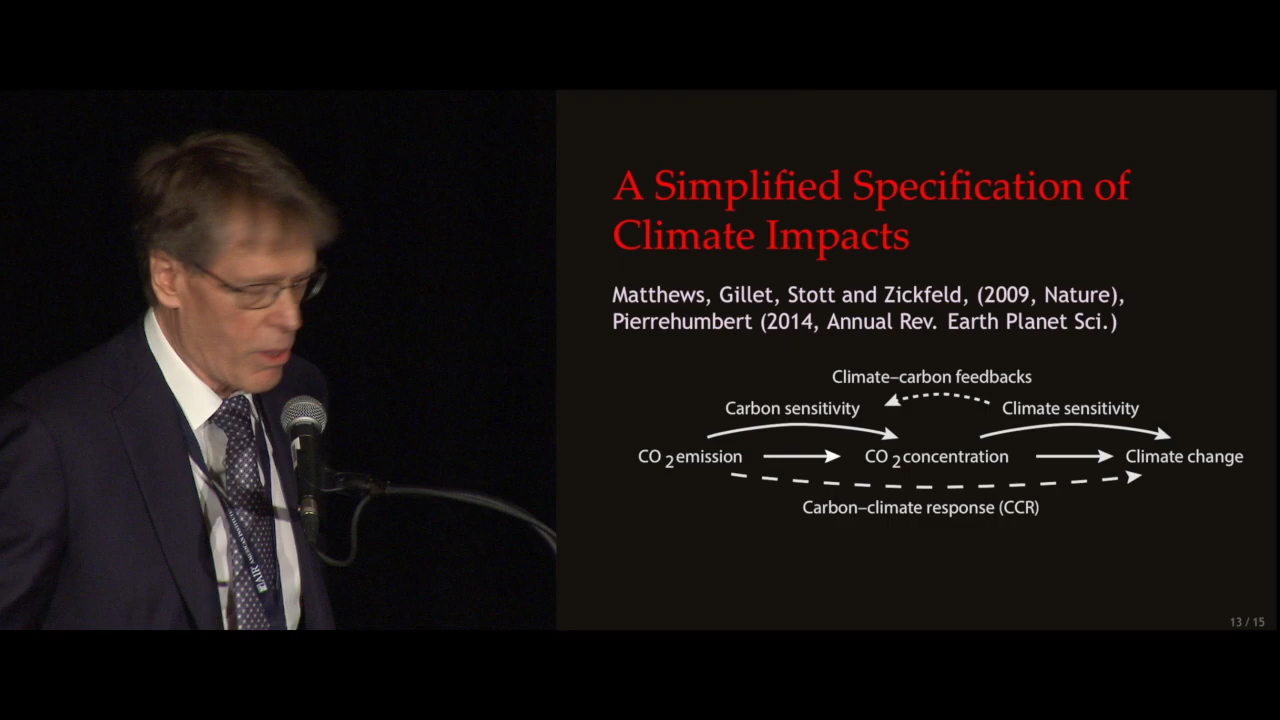 A Simplified Specification of
Climate Impacts
Matthews, Gillet, Stott and Zickfeld, (2009, Nature),
Pierrehumbert (2014, Annual Rev. Earth Planet Sci.)
Climate–carbon feedbacks
Carbon sensitivity
Climate sensitivity
CO 2 emission
CO 2 concentration
Climate change
Carbon–climate response (CCR)
13 / 15
AIR AMERICAN